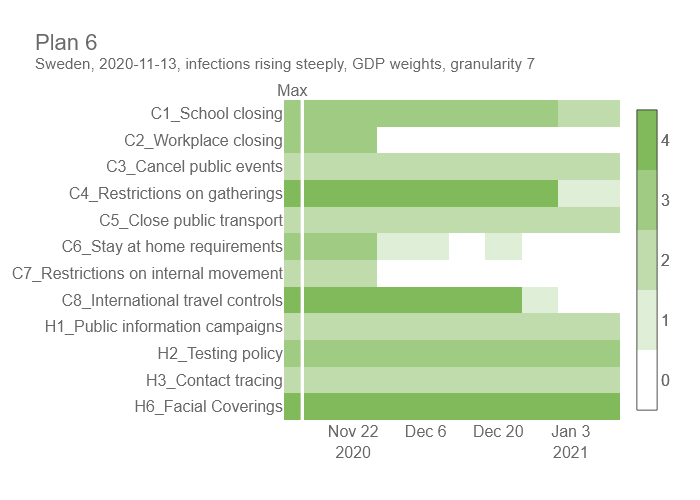 Plan 6
Sweden, 2020-11-13, infections rising steeply, GDP weights, granularity 7
Max
C1_School closing
C2_Workplace closing
C3_Cancel public events
C4_Restrictions on gatherings
C5_Close public transport
C6_Stay at home requirements
C7_Restrictions on internal movement
C8_International travel controls
H1_Public information campaigns
H2_Testing policy
H3_Contact tracing
H6_Facial Coverings
Nov 22 Dec 6 Dec 20 Jan 3
2020 2021
4
3
2
1
0